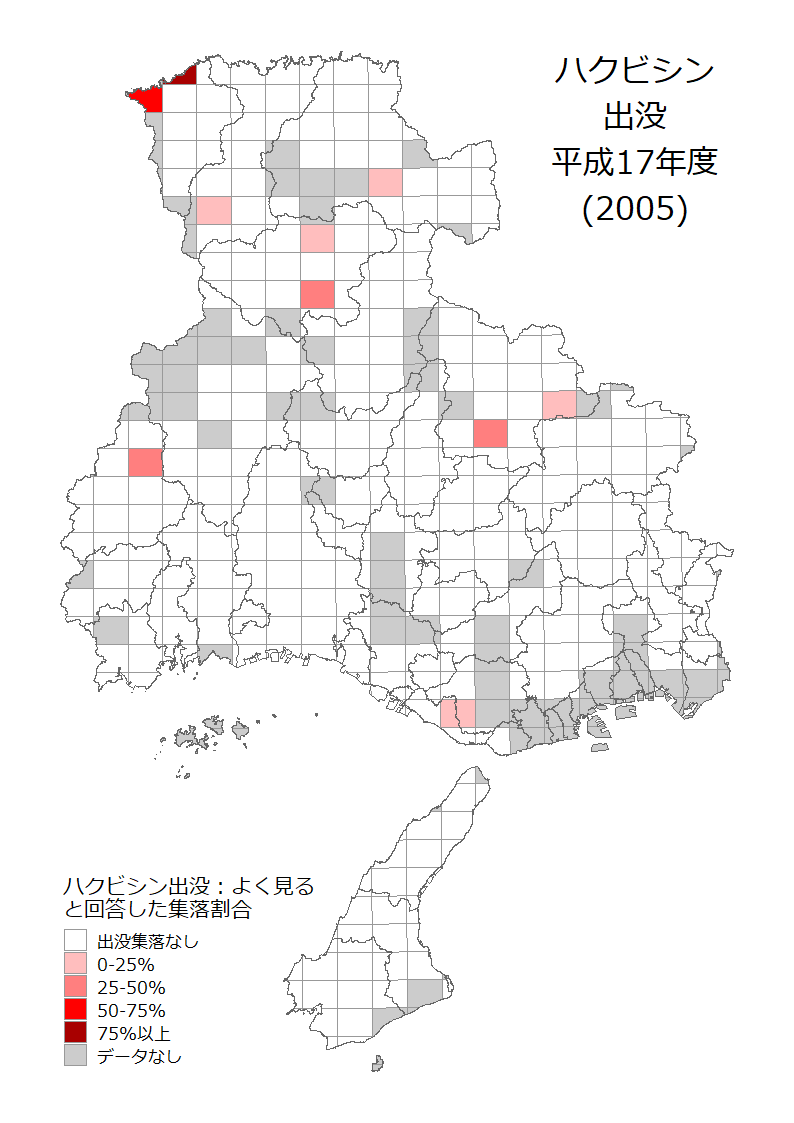 ハクビシン
出没
平成17年度
(2005)
ハクビシン出没：よく見る
と回答した集落割合
出没集落なし
0-25%
25-50%
50-75%
75%以上
データなし